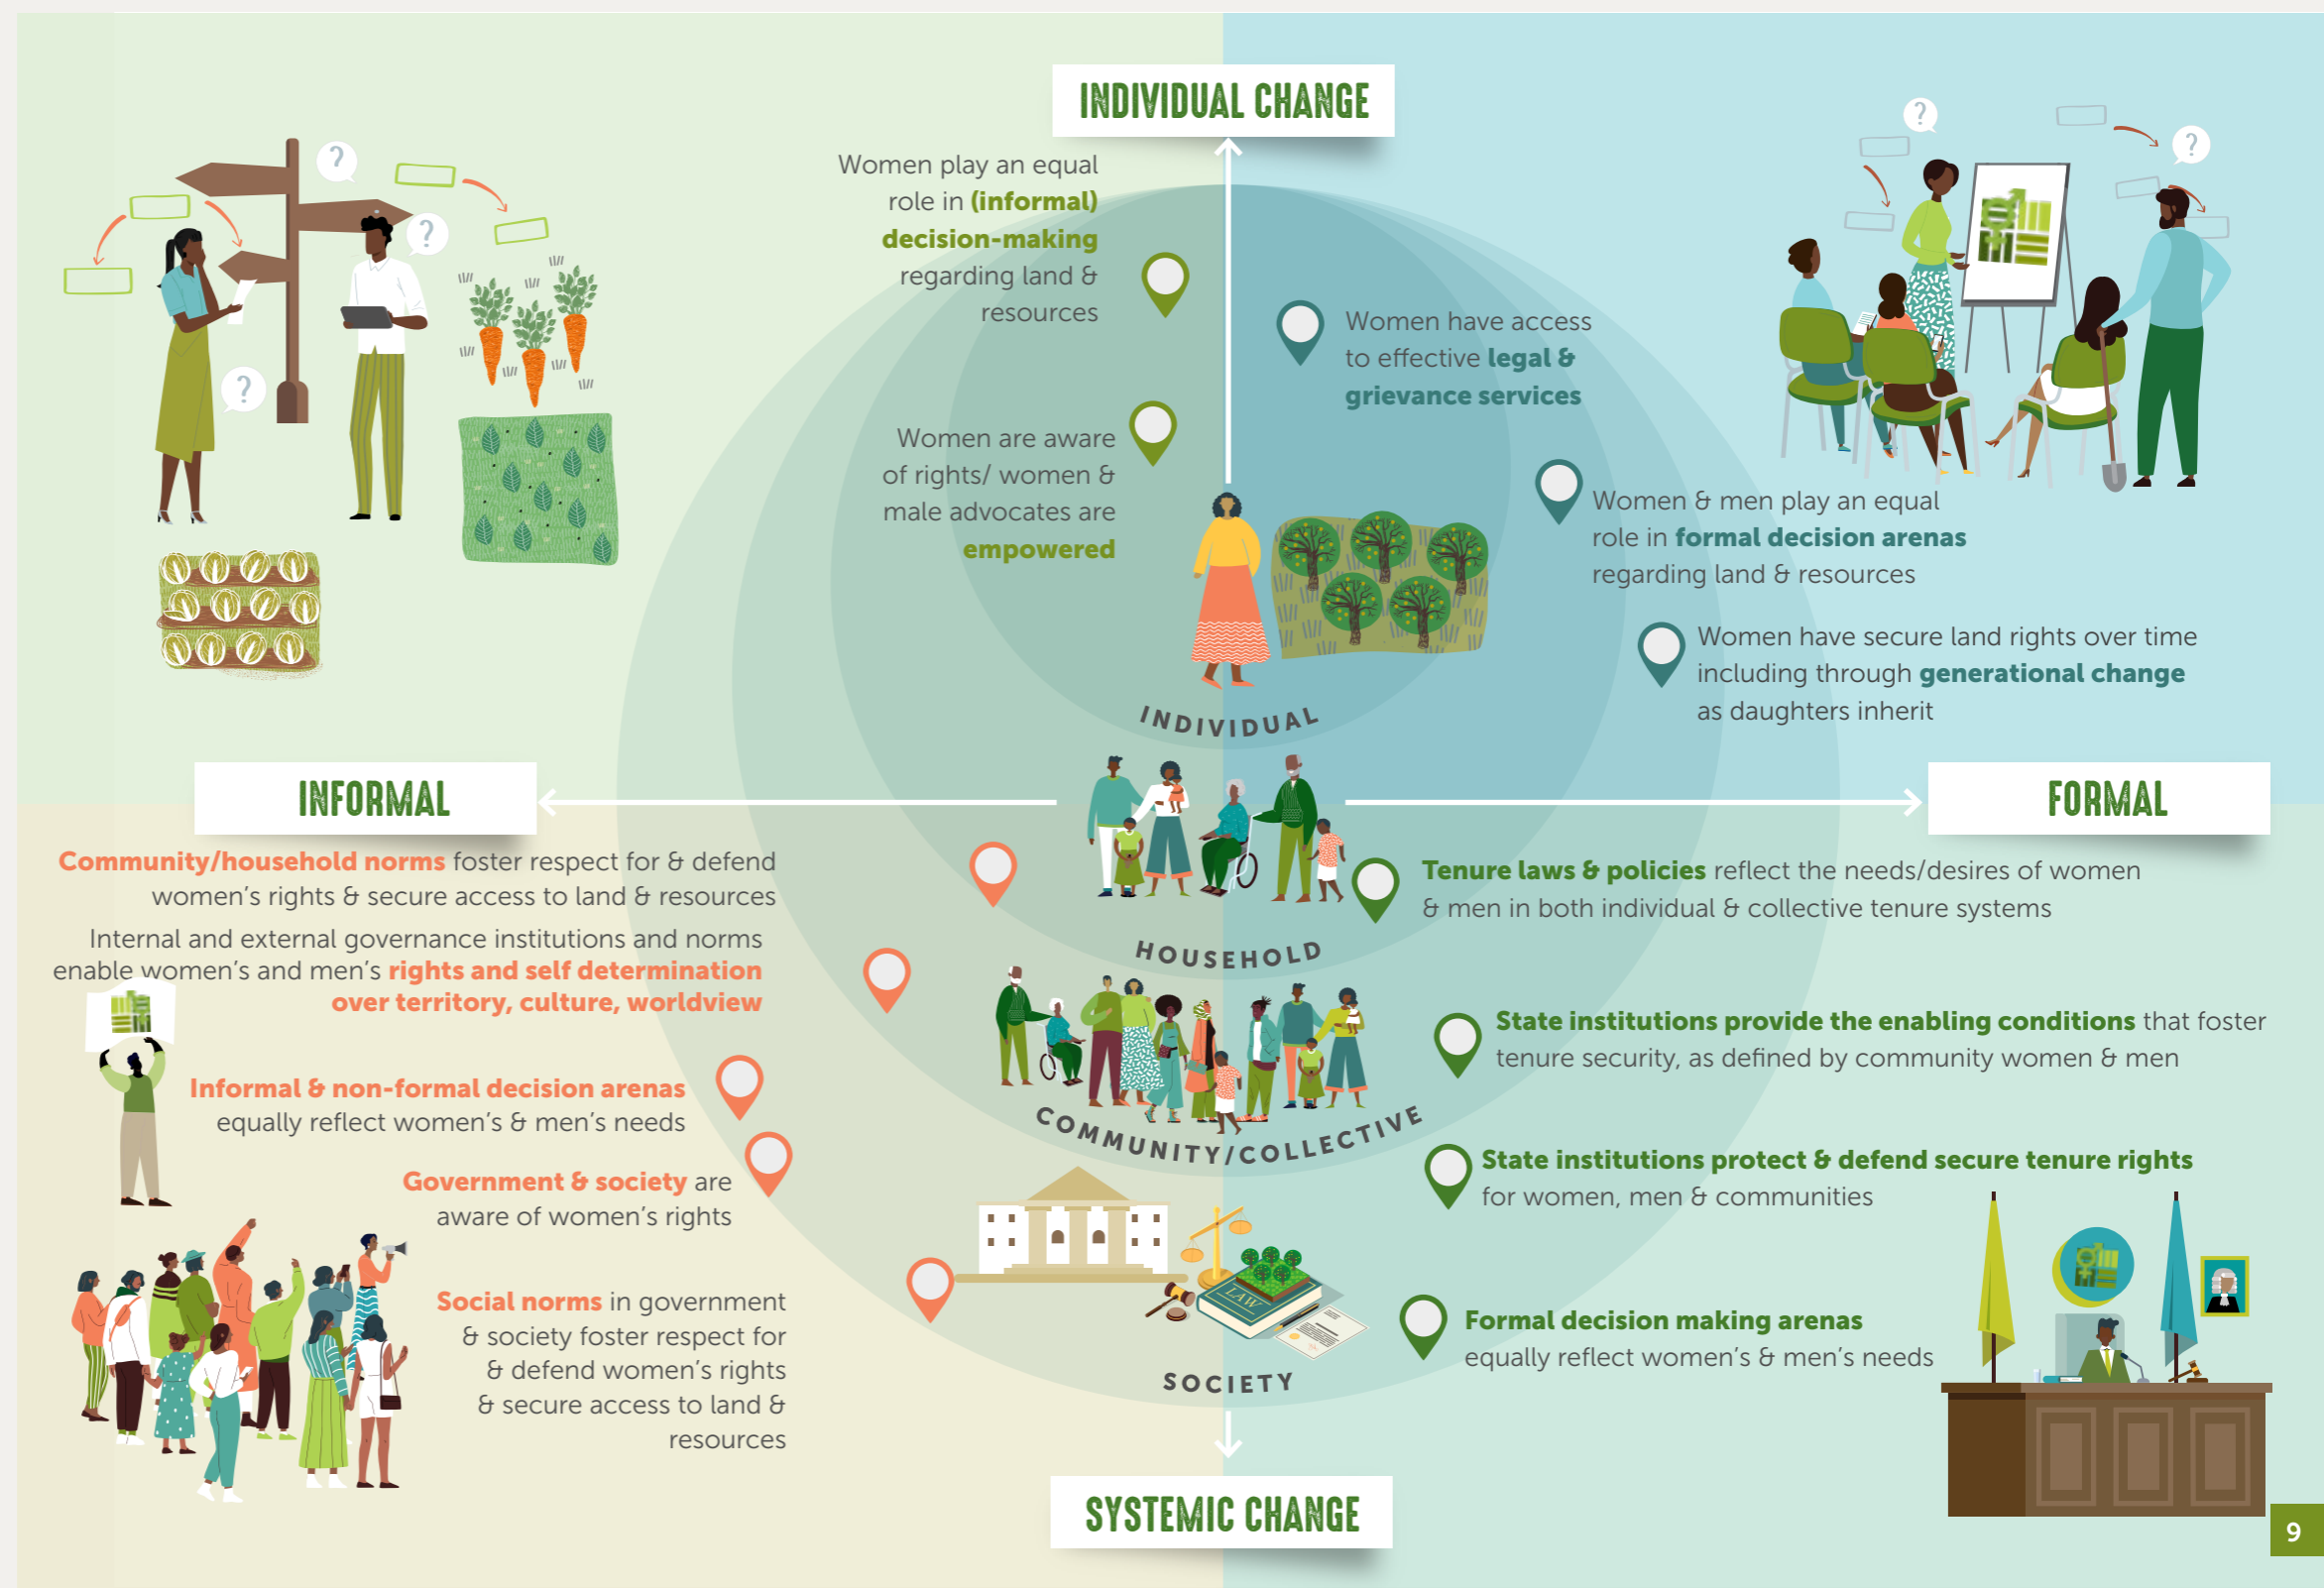 INDIVIDUAL CHANGE
Women play an equal
role in (informal)
decision-making
regarding land &
resources
Women are aware
of rights/ women &
male advocates are
empowered
?
?
?
?
?
Women have access
to effective legal &
grievance services
Women & men play an equal
role in formal decision arenas
regarding land & resources
Women have secure land rights over time
including through generational change
as daughters inherit
INDIVIDUAL
INFORMAL
FORMAL
Community/household norms foster respect for & defend
women's rights & secure access to land & resources
Internal and external governance institutions and norms
enable women's and men's rights and self determination
over territory, culture, worldview
Informal & non-formal decision arenas
equally reflect women's & men's needs
Government & society are
aware of women's rights
Social norms in government
& society foster respect for
& defend women's rights
& secure access to land &
resources
HOUSEHOLD
COMMUNITY/COLLECTIVE
LAW
SOCIETY
Tenure laws & policies reflect the needs/desires of women
& men in both individual & collective tenure systems
State institutions provide the enabling conditions that foster
tenure security, as defined by community women & men
State institutions protect & defend secure tenure rights
for women, men & communities
Formal decision making arenas
equally reflect women's & men's needs
SYSTEMIC CHANGE
9